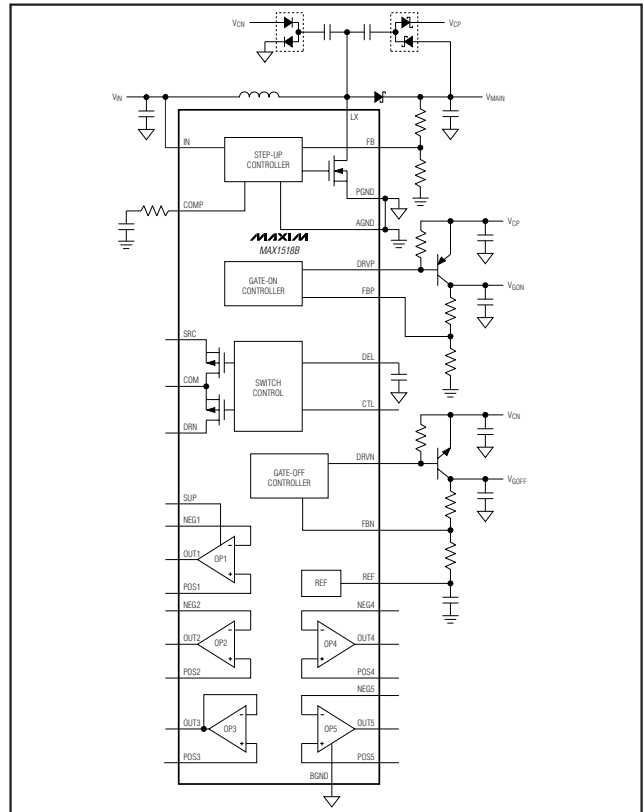 VCN
VCP
VIN
VMAIN
LX
IN
STEP-UP
CONTROLLER
FB
PGND
COMP
AGND
MAXIM
MAX1518B
VCP
DRVP
GATE-ON
CONTROLLER
VGON
FBP
SRC
DEL
COM
SWITCH
CONTROL
CTL
DRN
VCN
DRVN
GATE-OFF
CONTROLLER
VGOFF
SUP
NEG1
FBN
OUT1
OP1
REF
REF
POS1
NEG2
NEG4
OUT2
OP2
OP4
OUT4
POS2
POS4
NEG5
OUT3
OP3
OP5
OUT5
POS3
POS5
BGND